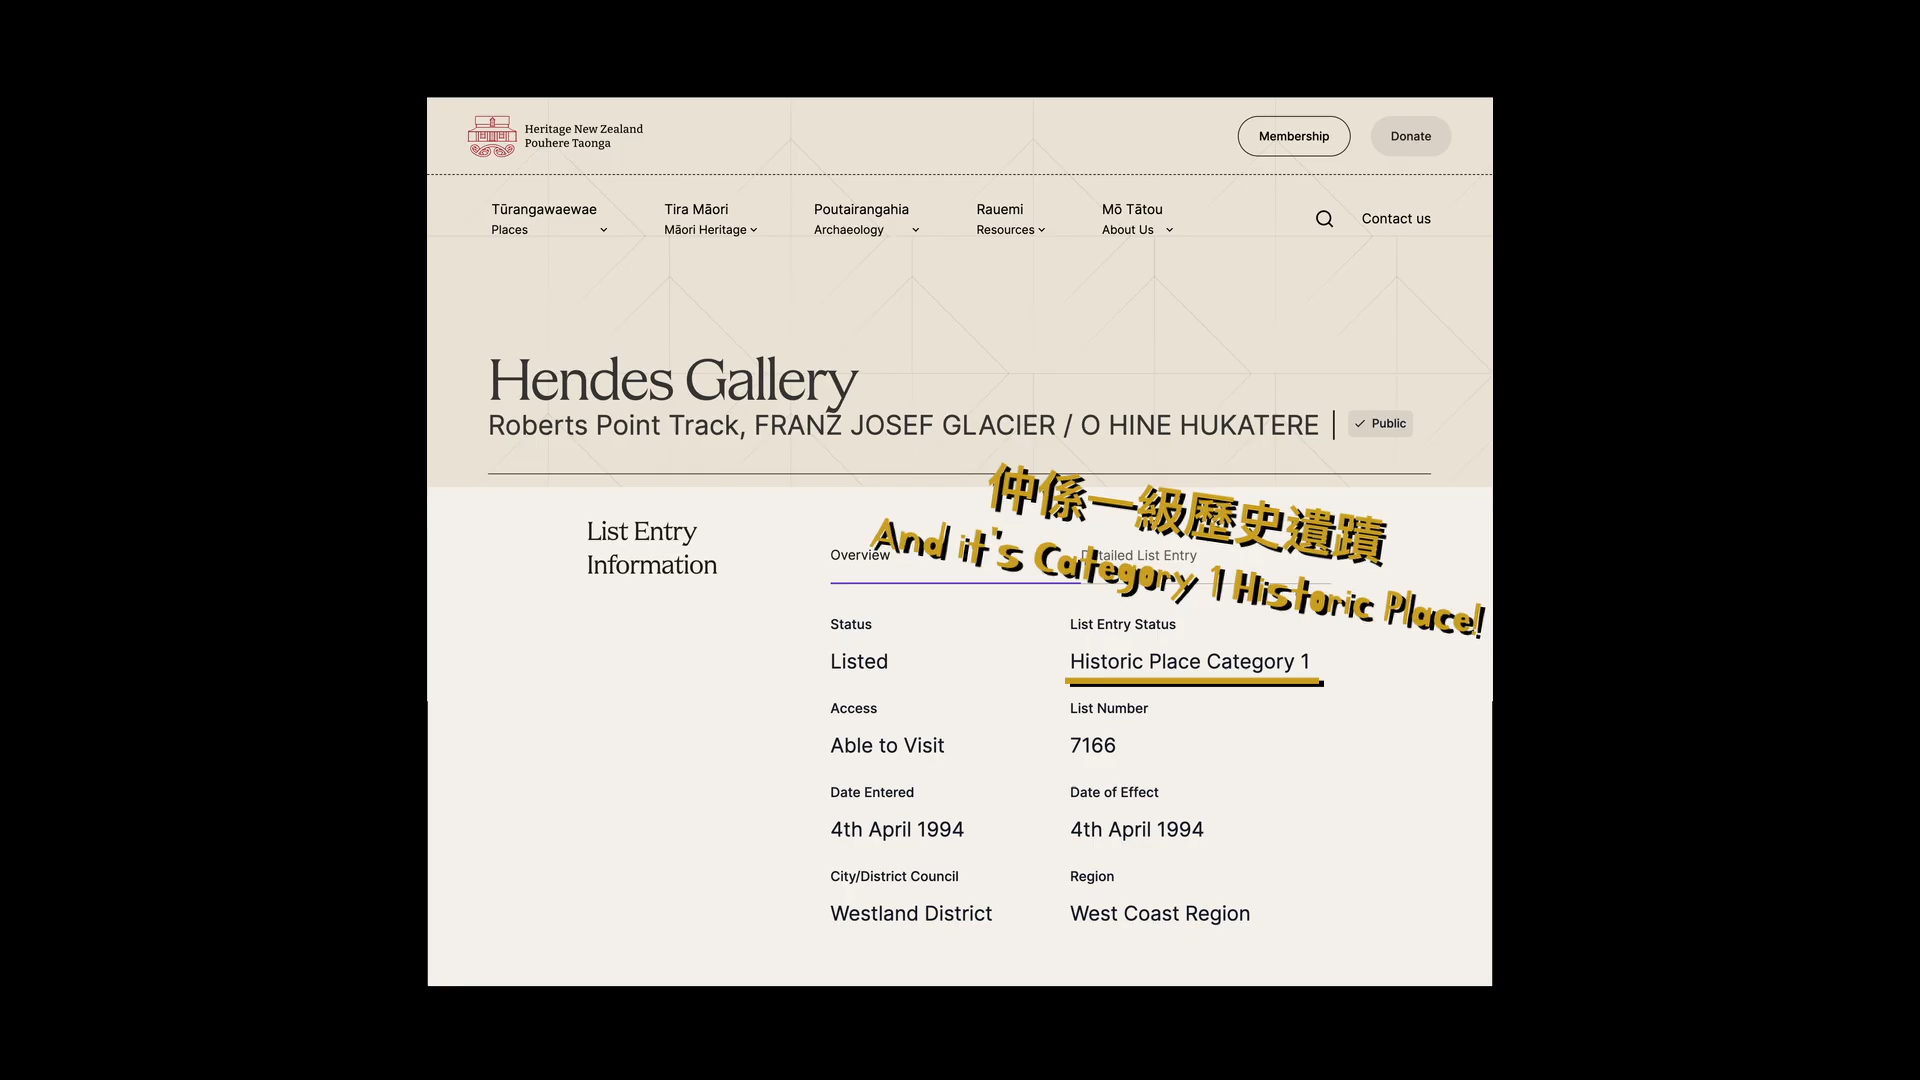 Heritage New Zealand
Pouhere Taonga
Membership
Donate
Tūrangawaewae
Places
Tira Māori
Māori Heritage
Poutairangahia
Archaeology
Rauemi
Resources
Mō Tātou
About Us
Contact us
Hendes Gallery
Roberts Point Track, FRANZ JOSEF GLACIER / O HINE HUKATERE
Public
仲係一級歷史遺蹟
And it's Category 1 Historic Place!
List Entry
Information
Overview
Detailed List Entry
Status
List Entry Status
Listed
Historic Place Category 1
Access
List Number
Able to Visit
7166
Date Entered
Date of Effect
4th April 1994
4th April 1994
City/District Council
Region
Westland District
West Coast Region